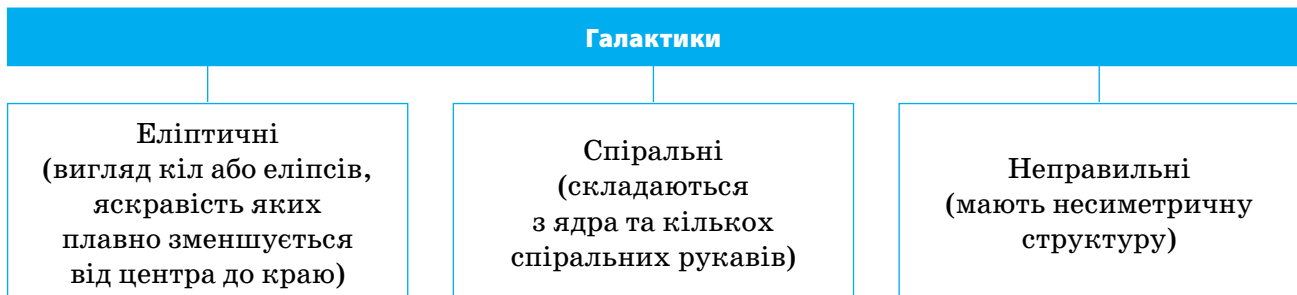 Галактики
Еліптичні
(вигляд кіл або еліпсів,
яскравість яких
плавно зменшується
від центра до краю)
Спіральні
(складаються
з ядра та кількох
спіральних рукавів)
Неправильні
(мають несиметричну
структуру)